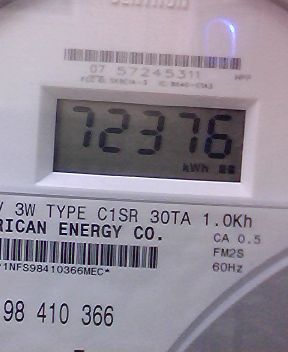 07 57245311
72376
kWh
V 3W TYPE C1SR 30TA 1.0Kh
RICAN ENERGY CO.
CA 0.5
FM2S
60Hz
1NFS98410366MEC*
98 410 366